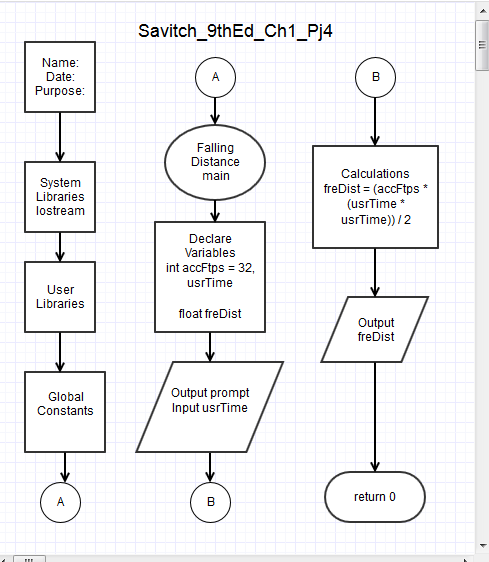 Savitch_9thEd_Ch1_Pj4
Name:
Date:
Purpose:
System
Libraries
Iostream
User
Libraries
Global
Constants
A
A
Falling
Distance
main
Declare
Variables
int accFtps = 32,
usrTime
float freDist
Output prompt
Input usrTime
B
B
Calculations
freDist = (accFtps *
(usrTime *
usrTime)) / 2
Output
freDist
return 0